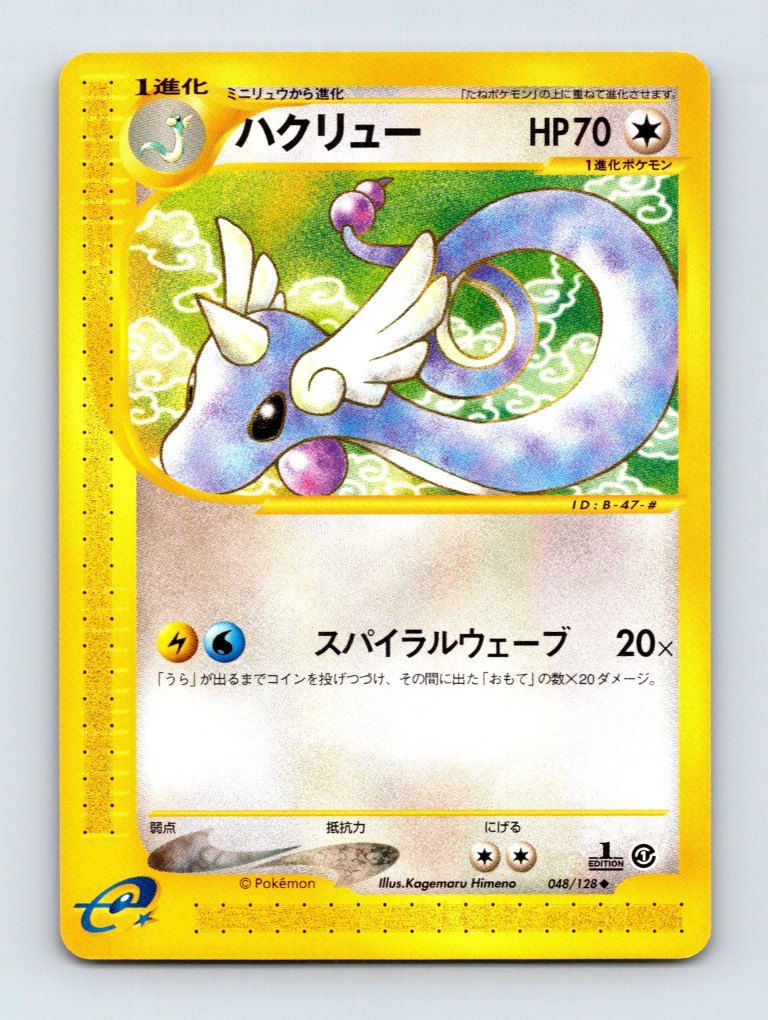 1進化
ミニリュウから進化
「たねポケモン」の上に重ねて進化させます。
ハクリュー
HP70
1進化ポケモン
ID:B-47-#
スパイラルウェーブ 20×
「うら」が出るまでコインを投げつづけ、その間に出た「おもて」の数×20ダメージ。
弱点 抵抗力 にげる
1
EDITION
© Pokémon Illus.Kagemaru Himeno 048/128◆
e